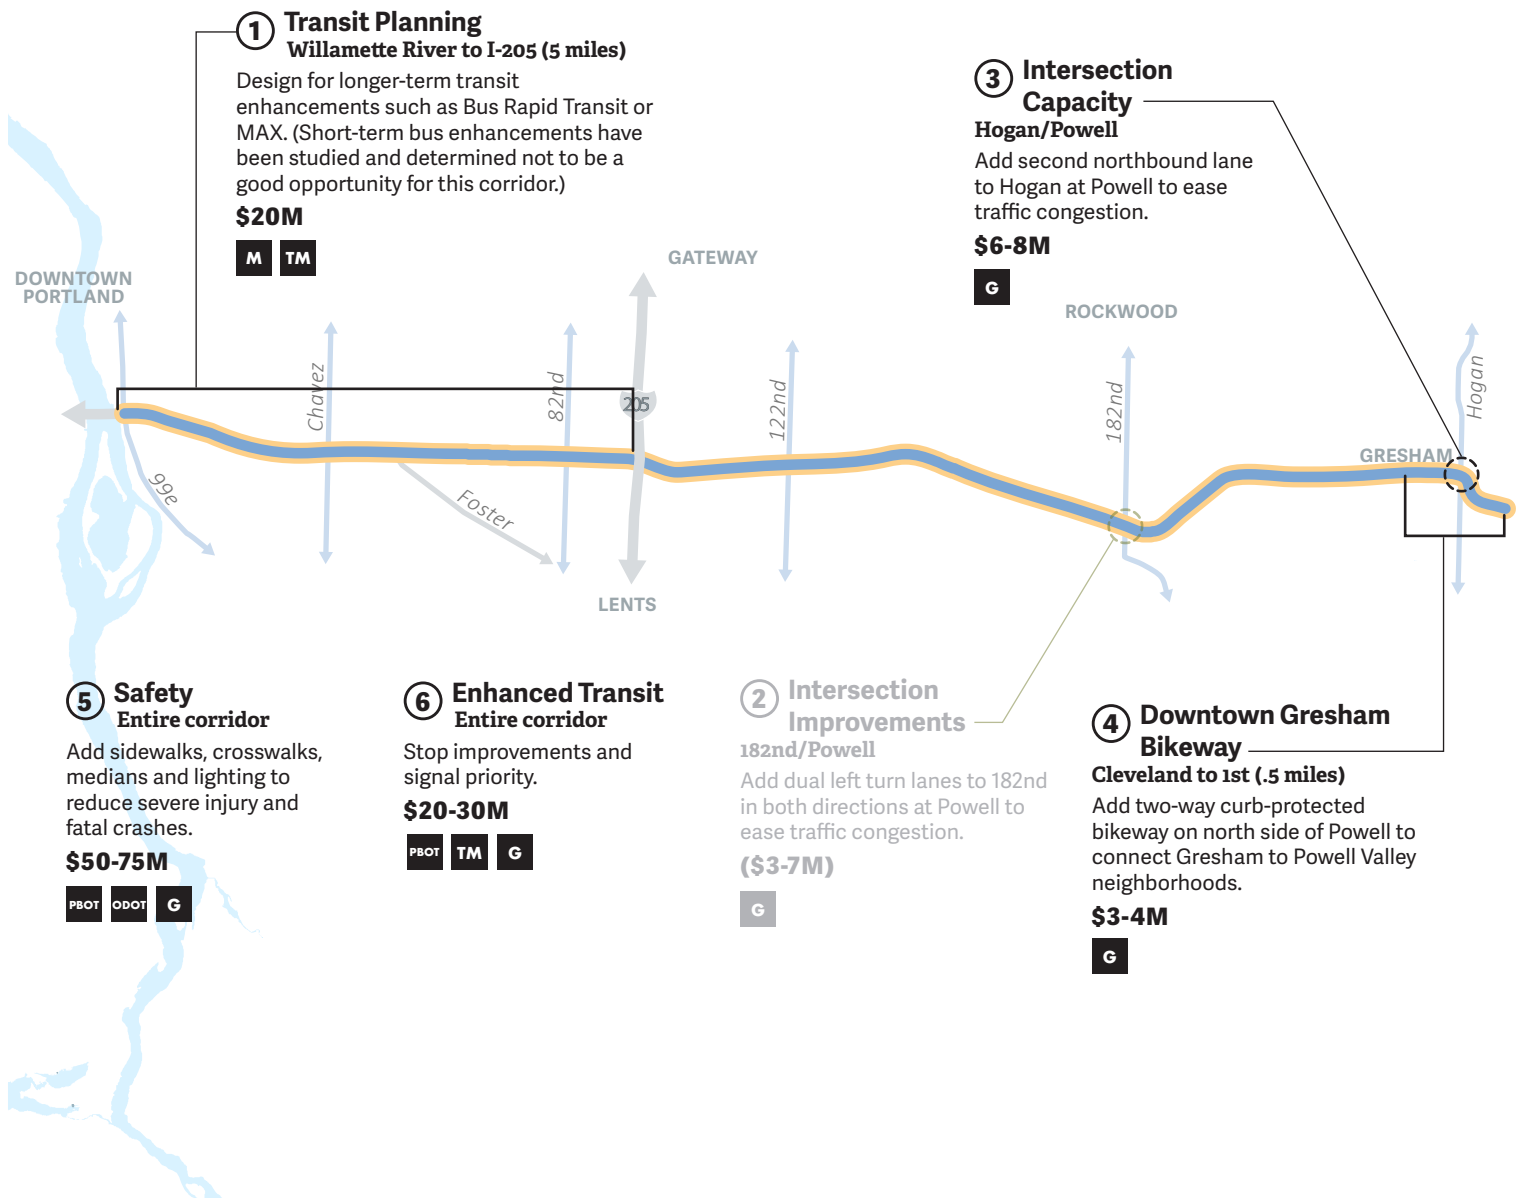 1 Transit Planning
Willamette River to I-205 (5 miles)
Design for longer-term transit
enhancements such as Bus Rapid Transit or
MAX. (Short-term bus enhancements have
been studied and determined not to be a
good opportunity for this corridor.)
$20M
M TM
3 Intersection
Capacity
Hogan/Powell
Add second northbound lane
to Hogan at Powell to ease
traffic congestion.
$6-8M
G
DOWNTOWN
PORTLAND
GATEWAY
ROCKWOOD
Chavez
82nd
205
122nd
182nd
Hogan
GRESHAM
99e
Foster
LENTS
5 Safety
Entire corridor
Add sidewalks, crosswalks,
medians and lighting to
reduce severe injury and
fatal crashes.
$50-75M
PBOT ODOT G
6 Enhanced Transit
Entire corridor
Stop improvements and
signal priority.
$20-30M
PBOT TM G
2 Intersection
Improvements
182nd/Powell
Add dual left turn lanes to 182nd
in both directions at Powell to
ease traffic congestion.
($3-7M)
G
4 Downtown Gresham
Bikeway
Cleveland to 1st (.5 miles)
Add two-way curb-protected
bikeway on north side of Powell to
connect Gresham to Powell Valley
neighborhoods.
$3-4M
G